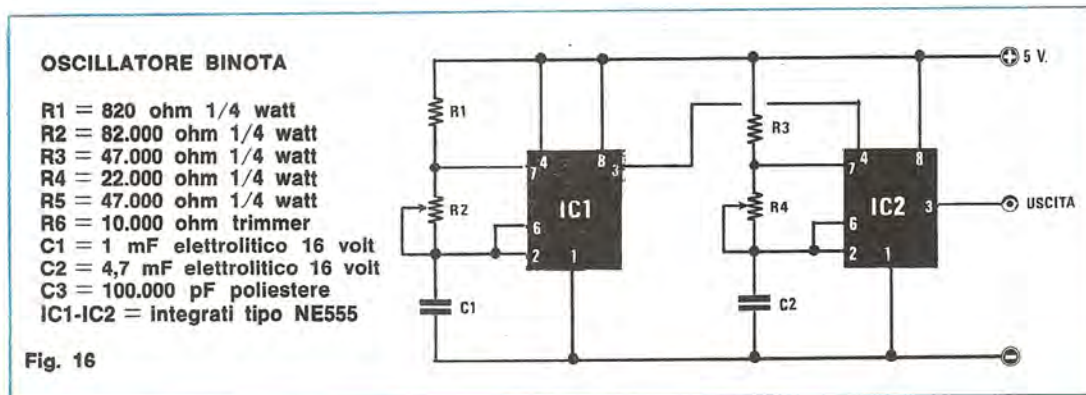 OSCILLATORE BINOTA
R1 = 820 ohm 1/4 watt
R2 = 82.000 ohm 1/4 watt
R3 = 47.000 ohm 1/4 watt
R4 = 22.000 ohm 1/4 watt
R5 = 47.000 ohm 1/4 watt
R6 = 10.000 ohm trimmer
C1 = 1 mF elettrolitico 16 volt
C2 = 4,7 mF elettrolitico 16 volt
C3 = 100.000 pF poliestere
IC1-IC2 = integrati tipo NE555
Fig. 16
5 V.
R1
R3
4
8
3
7
IC1
R2
6
2
1
C1
4
8
7
IC2
3
USCITA
R4
6
2
1
C2